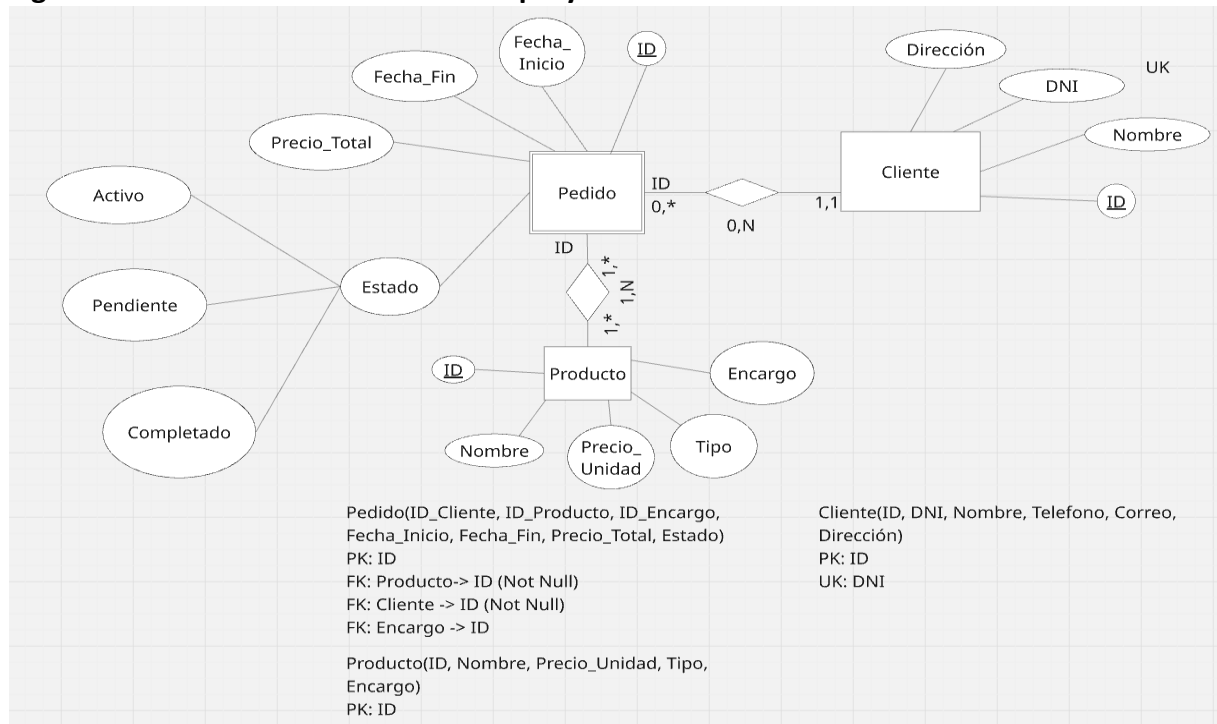 Fecha_
Inicio
ID
Fecha_Fin
Precio_Total
Activo
Pedido
ID
0,*
0,N
1,1
Dirección
UK
DNI
Nombre
Cliente
ID
ID
1,*
1,N
1,*
Estado
Pendiente
Completado
ID
Producto
Encargo
Nombre
Precio_
Unidad
Tipo
Pedido(ID_Cliente, ID_Producto, ID_Encargo,
Fecha_Inicio, Fecha_Fin, Precio_Total, Estado)
PK: ID
FK: Producto-> ID (Not Null)
FK: Cliente -> ID (Not Null)
FK: Encargo -> ID
Producto(ID, Nombre, Precio_Unidad, Tipo,
Encargo)
PK: ID
Cliente(ID, DNI, Nombre, Telefono, Correo,
Dirección)
PK: ID
UK: DNI